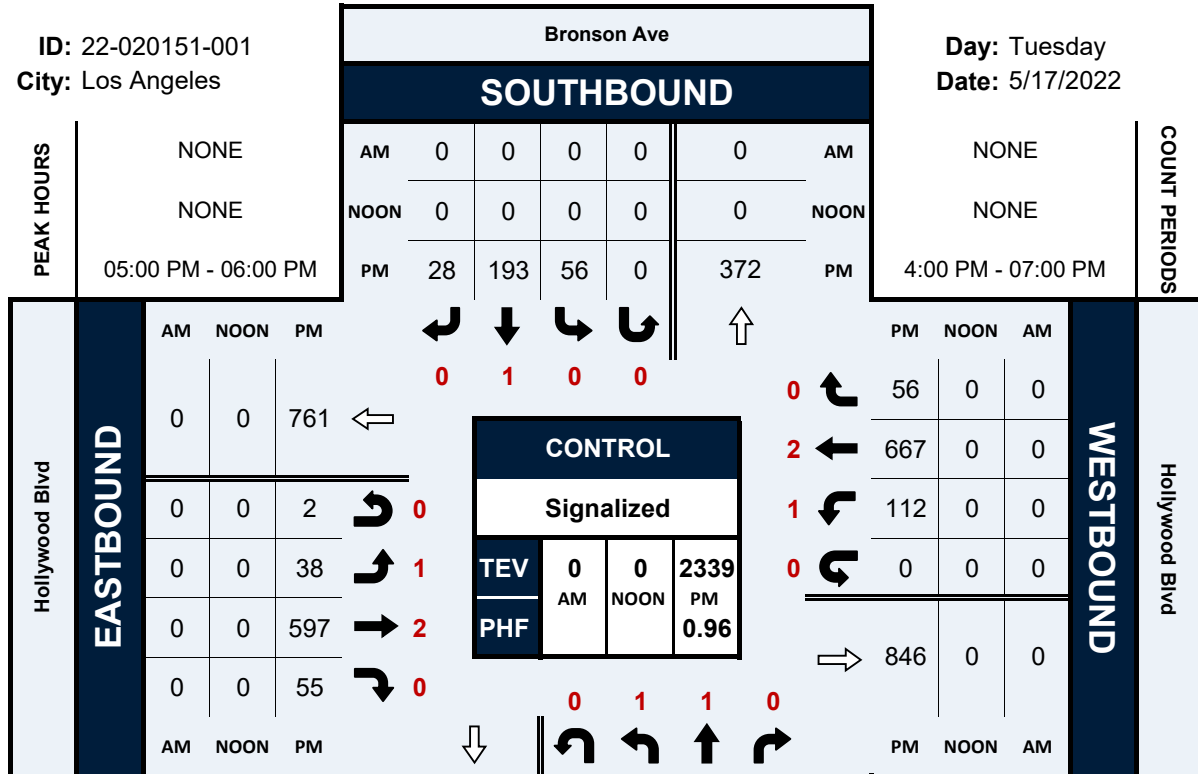 Bronson Ave
ID: 22-020151-001
Day: Tuesday
City: Los Angeles
Date: 5/17/2022
SOUTHBOUND
PEAK HOURS
NONE
AM 0 0 0 0 0 AM
NONE
COUNT PERIODS
NONE
NOON 0 0 0 0 0 NOON
NONE
05:00 PM - 06:00 PM
PM 28 193 56 0 372 PM
4:00 PM - 07:00 PM
AM NOON PM
PM NOON AM
0 1 0 0
Hollywood Blvd
EASTBOUND
0 0 761
0 0 2 0
0 0 38 1
0 0 597 2
0 0 55 0
AM NOON PM
CONTROL
Signalized
TEV 0 0 2339
AM NOON PM
PHF 0.96
0 56 0 0
2 667 0 0
1 112 0 0
0 0 0 0
846 0 0
PM NOON AM
WESTBOUND
Hollywood Blvd
0 1 1 0